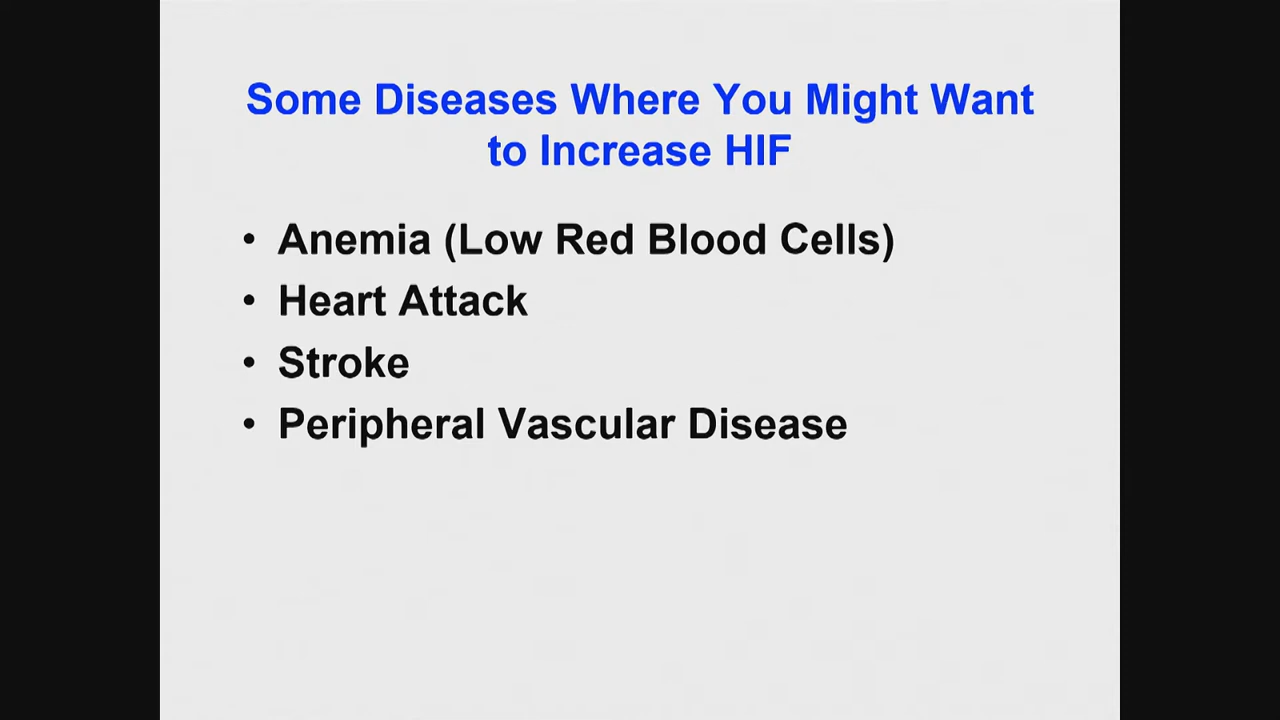 Some Diseases Where You Might Want
to Increase HIF
• Anemia (Low Red Blood Cells)
• Heart Attack
• Stroke
• Peripheral Vascular Disease